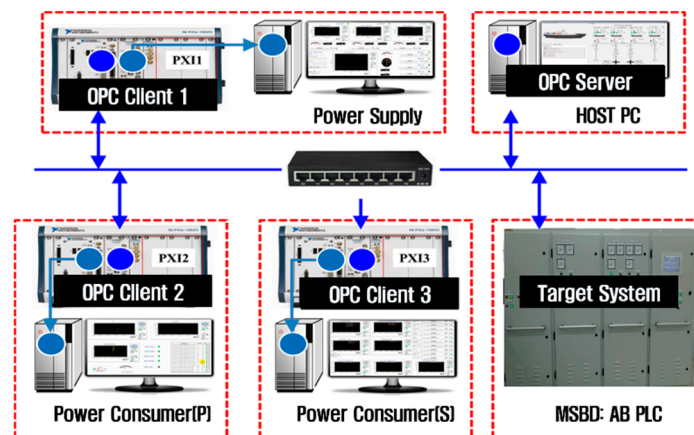 PXI1
OPC Client 1
Power Supply
OPC Server
HOST PC
PXI2
OPC Client 2
Power Consumer(P)
PXI3
OPC Client 3
Power Consumer(S)
Target System
MSBD: AB PLC